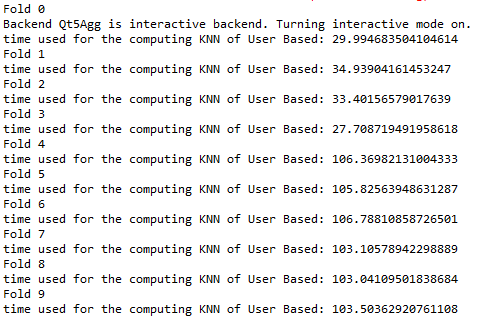 Fold 0
Backend Qt5Agg is interactive backend. Turning interactive mode on.
time used for the computing KNN of User Based: 29.994683504104614
Fold 1
time used for the computing KNN of User Based: 34.93904161453247
Fold 2
time used for the computing KNN of User Based: 33.40156579017639
Fold 3
time used for the computing KNN of User Based: 27.708719491958618
Fold 4
time used for the computing KNN of User Based: 106.36982131004333
Fold 5
time used for the computing KNN of User Based: 105.82563948631287
Fold 6
time used for the computing KNN of User Based: 106.78810858726501
Fold 7
time used for the computing KNN of User Based: 103.10578942298889
Fold 8
time used for the computing KNN of User Based: 103.04109501838684
Fold 9
time used for the computing KNN of User Based: 103.50362920761108